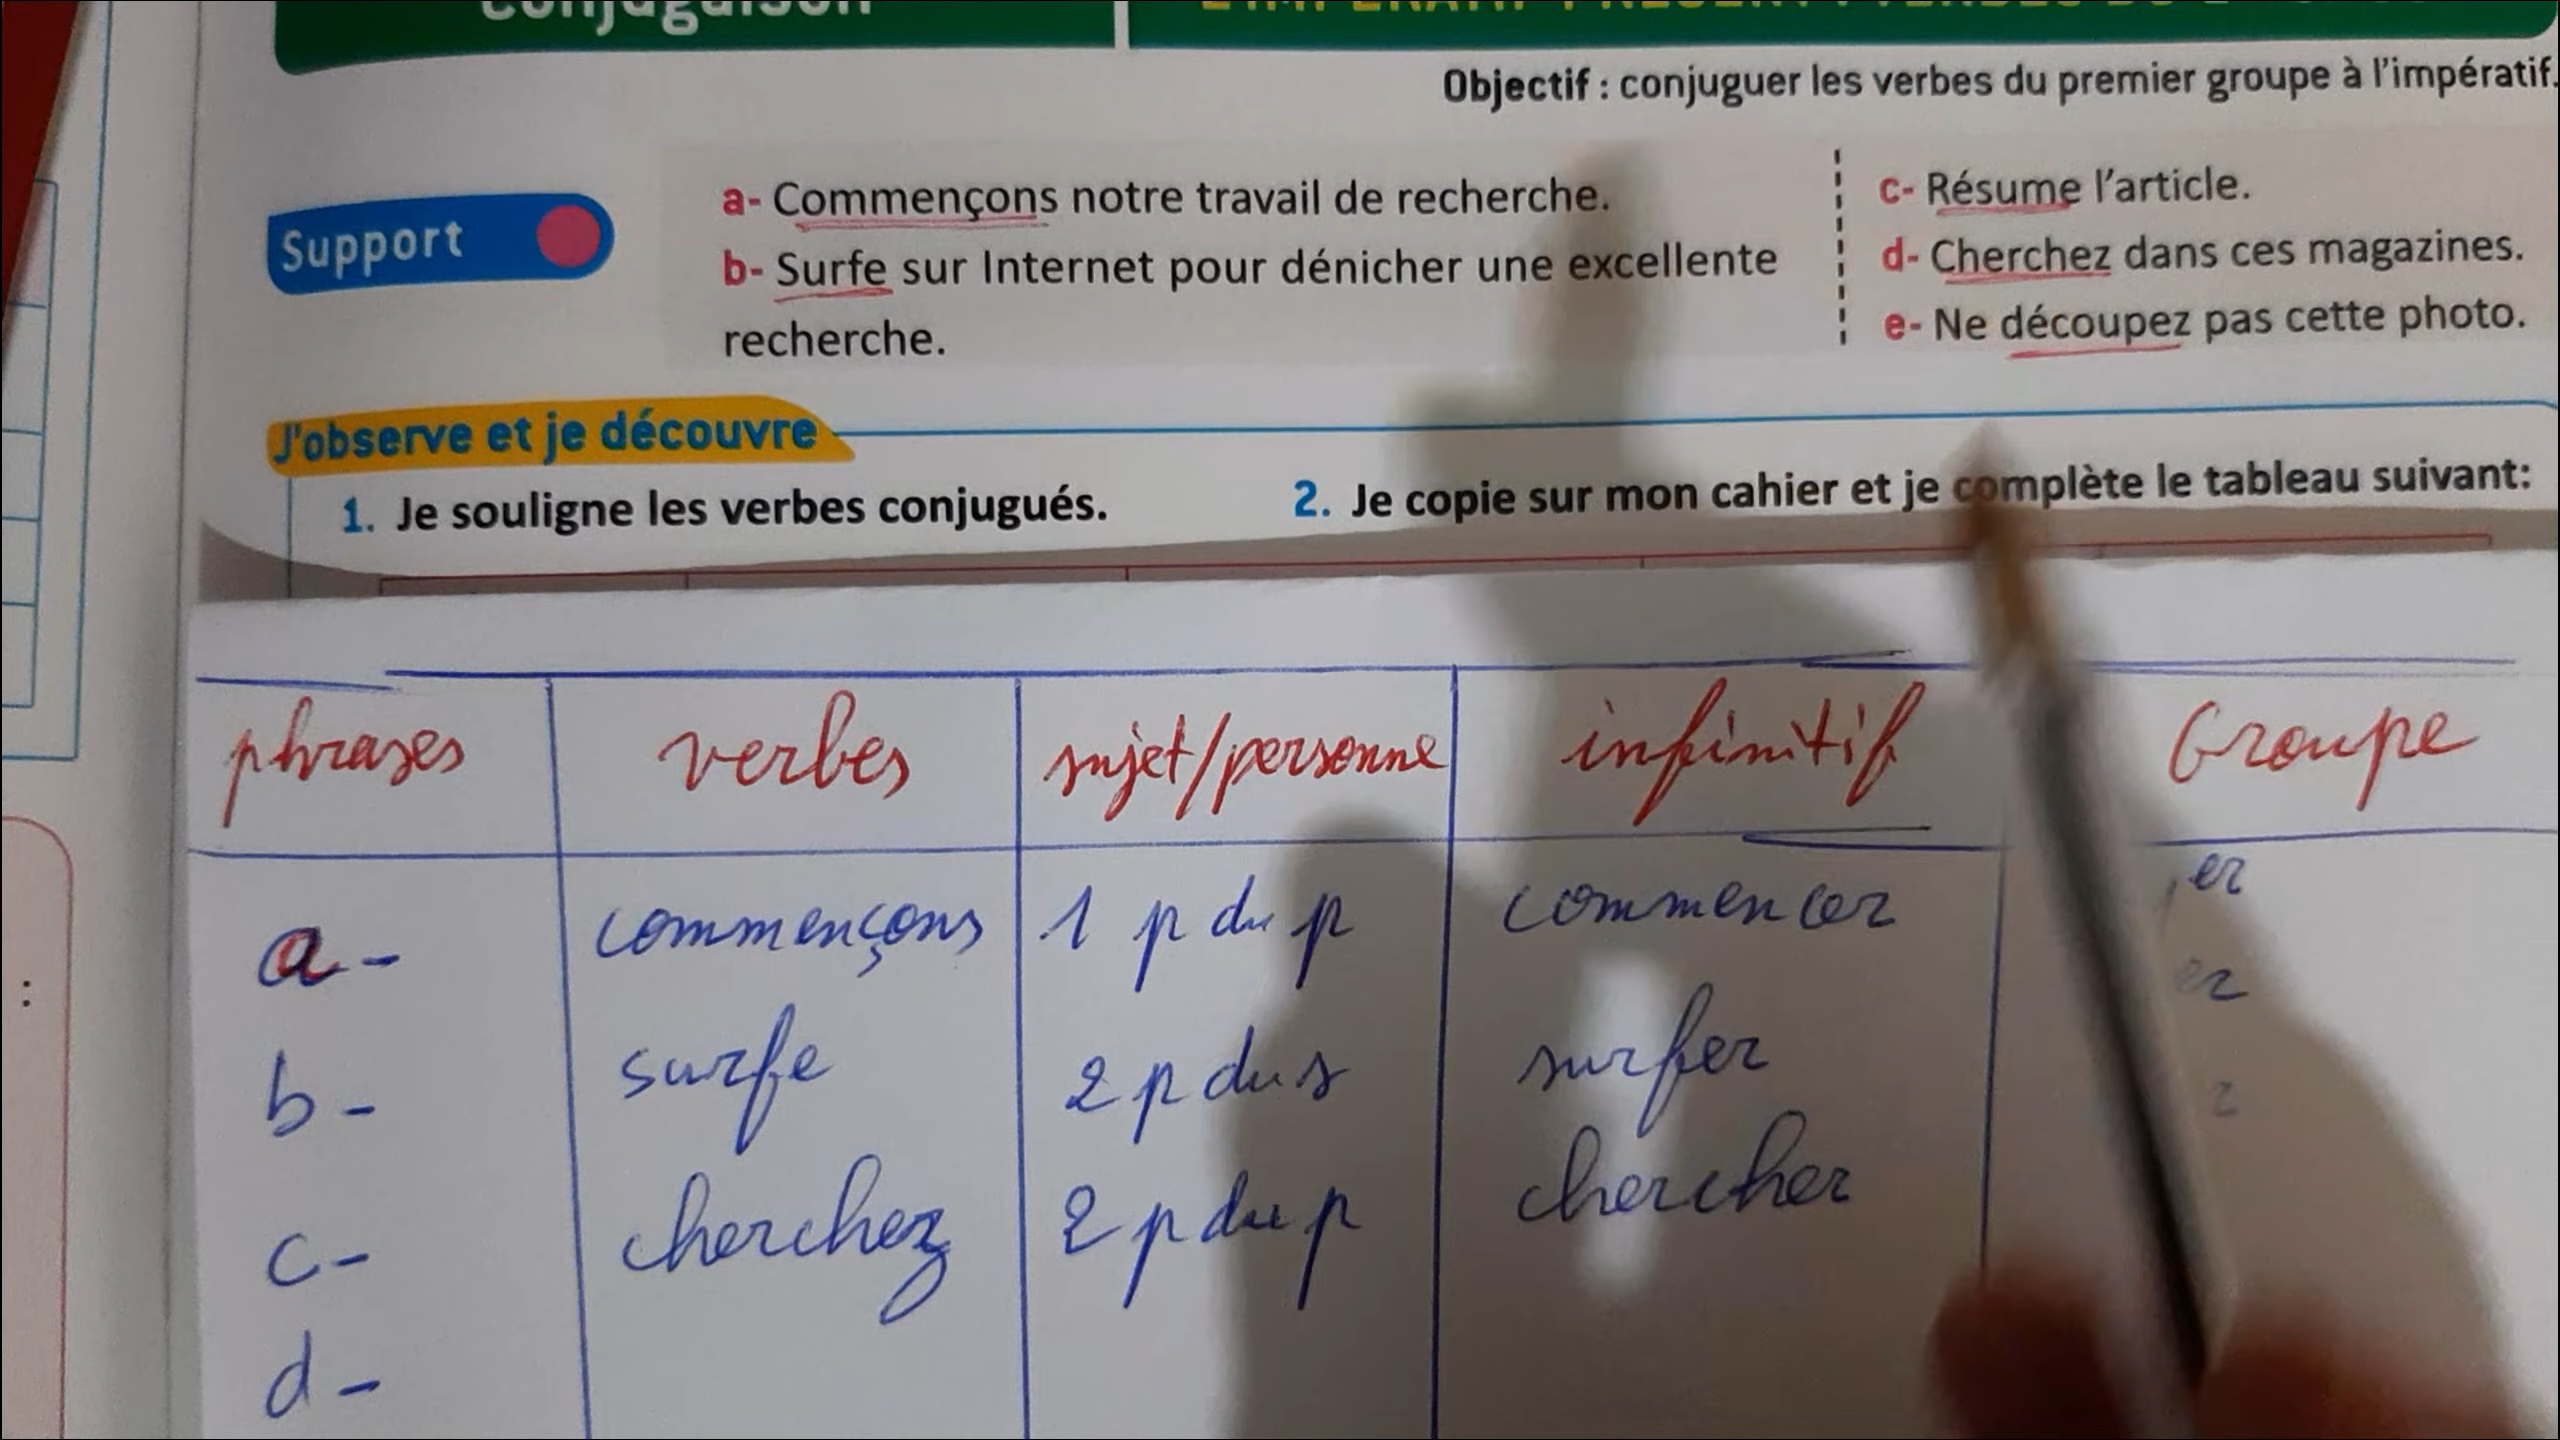 Conjugaison
Objectif : conjuguer les verbes du premier groupe à l'impératif.
Support
a- Commençons notre travail de recherche.
b- Surfe sur Internet pour dénicher une excellente
recherche.
c- Résume l'article.
d- Cherchez dans ces magazines.
e- Ne découpez pas cette photo.
J'observe et je découvre
1. Je souligne les verbes conjugués.
2. Je copie sur mon cahier et je complète le tableau suivant:
phrases verbes sujet/personne infinitif Groupe
a- commençons 1 p du p commencer er
b- surfe 2 p du s surfer
c- cherchez 2 p du p chercher
d-
: